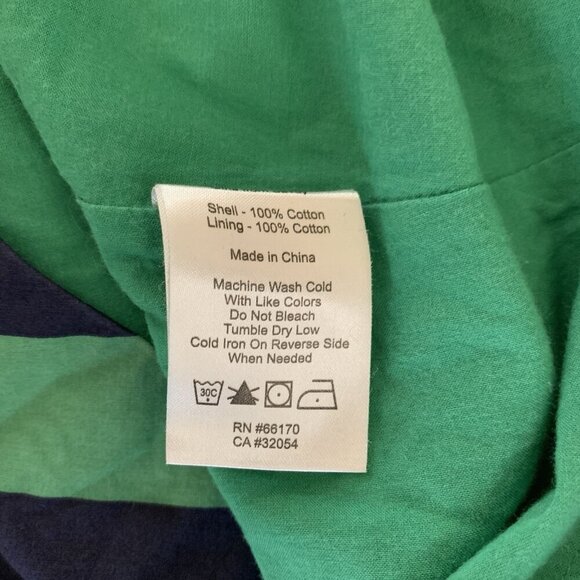 Shell - 100% Cotton
Lining - 100% Cotton
Made in China
Machine Wash Cold
With Like Colors
Do Not Bleach
Tumble Dry Low
Cold Iron On Reverse Side
When Needed
30C
RN #66170
CA #32054